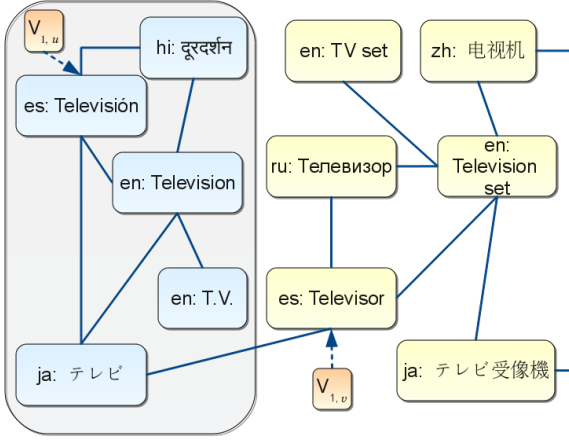 V1, u
hi: दूरदर्शन
en: TV set
zh: 电视机
es: Televisión
en: Television
ru: Телевизор
en:
Television
set
en: T.V.
es: Televisor
ja: テレビ
V1, v
ja: テレビ受像機